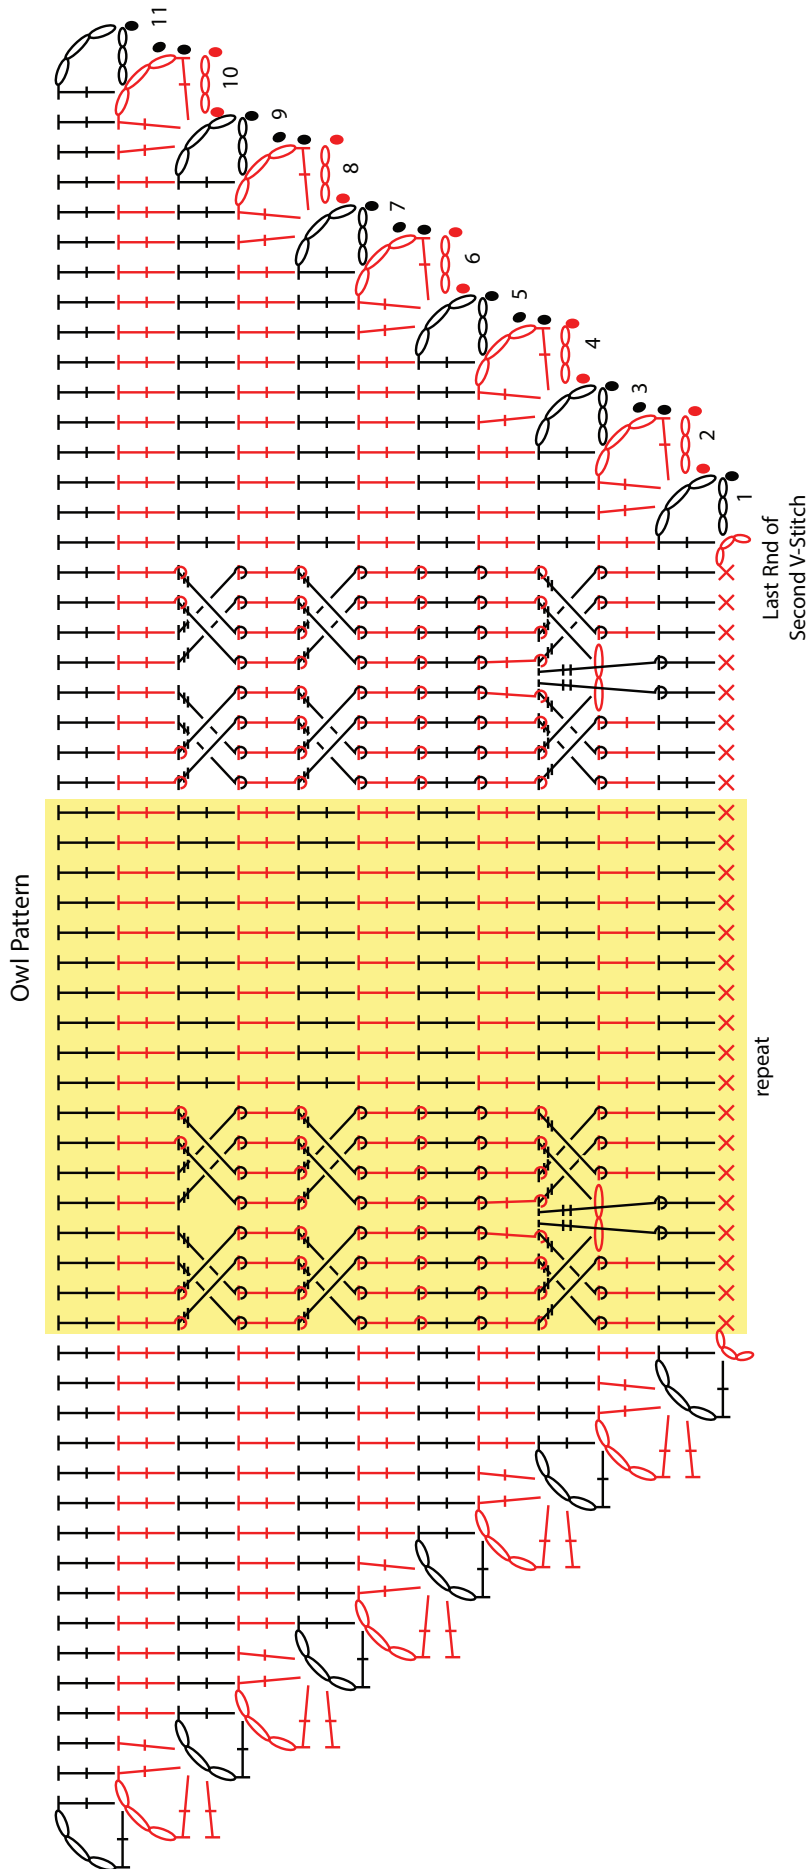 Owl Pattern
11
10
9
8
7
6
5
4
3
2
1
Last Rnd of
Second V-Stitch
repeat